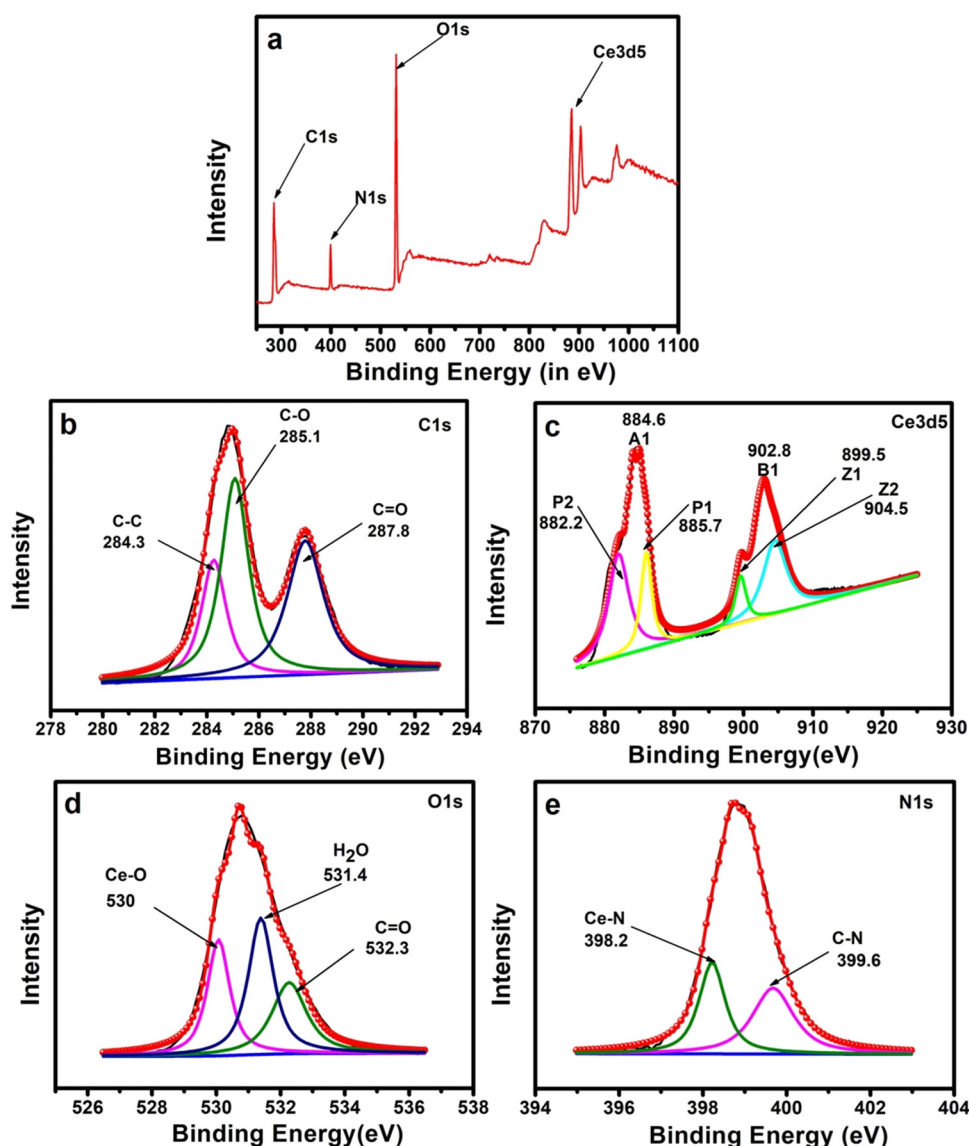 a
O1s
Ce3d5
C1s
N1s
Intensity
300 400 500 600 700 800 900 1000 1100
Binding Energy (in eV)
b
C1s
C-O
285.1
C-C
284.3
C=O
287.8
Intensity
278 280 282 284 286 288 290 292 294
Binding Energy (eV)
c
Ce3d5
884.6
A1
902.8
B1
899.5
Z1
Z2
904.5
P2
882.2
P1
885.7
Intensity
870 880 890 900 910 920 930
Binding Energy(eV)
d
O1s
Ce-O
530
H2O
531.4
C=O
532.3
Intensity
526 528 530 532 534 536 538
Binding Energy(eV)
e
N1s
Ce-N
398.2
C-N
399.6
Intensity
394 396 398 400 402 404
Binding Energy(eV)